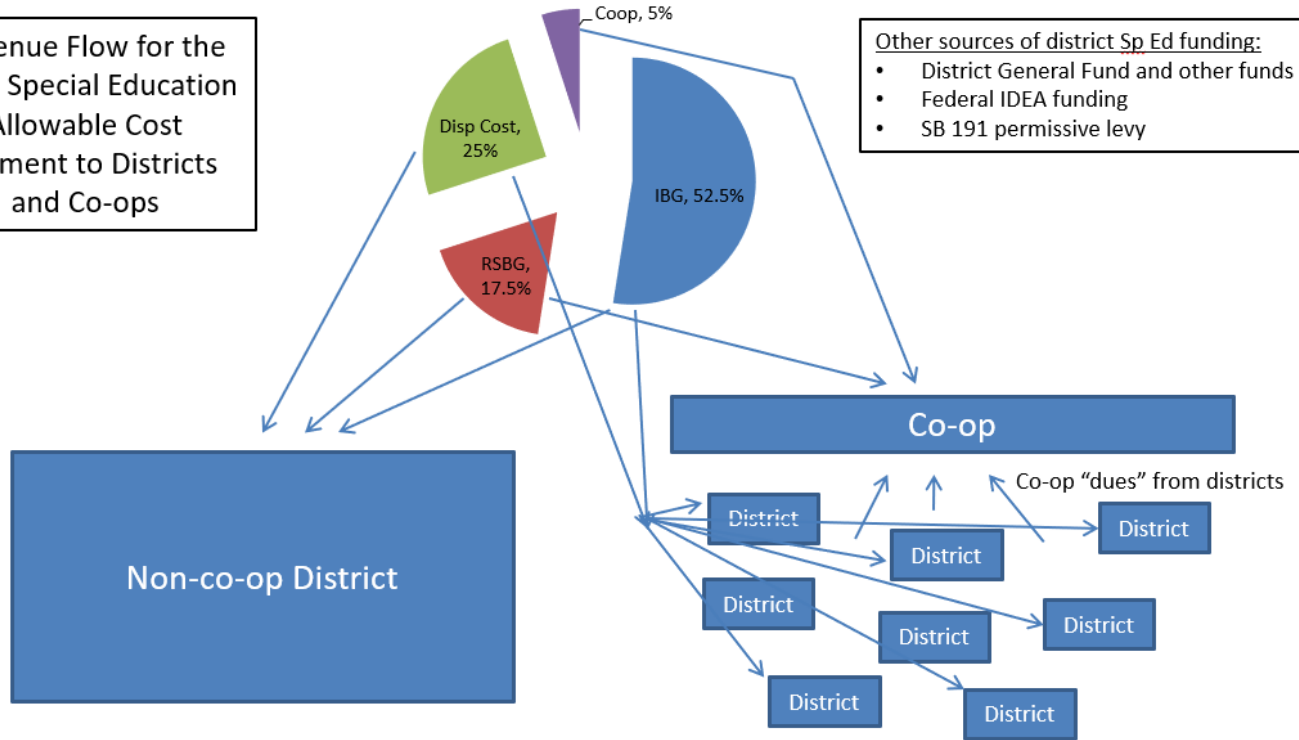 enue Flow for the
Special Education
Allowable Cost
ment to Districts
and Co-ops
Coop, 5%
Disp Cost,
25%
IBG, 52.5%
RSBG,
17.5%
Other sources of district Sp Ed funding:
• District General Fund and other funds
• Federal IDEA funding
• SB 191 permissive levy
Co-op
Co-op “dues” from districts
Non-co-op District
District
District
District
District
District
District
District
District